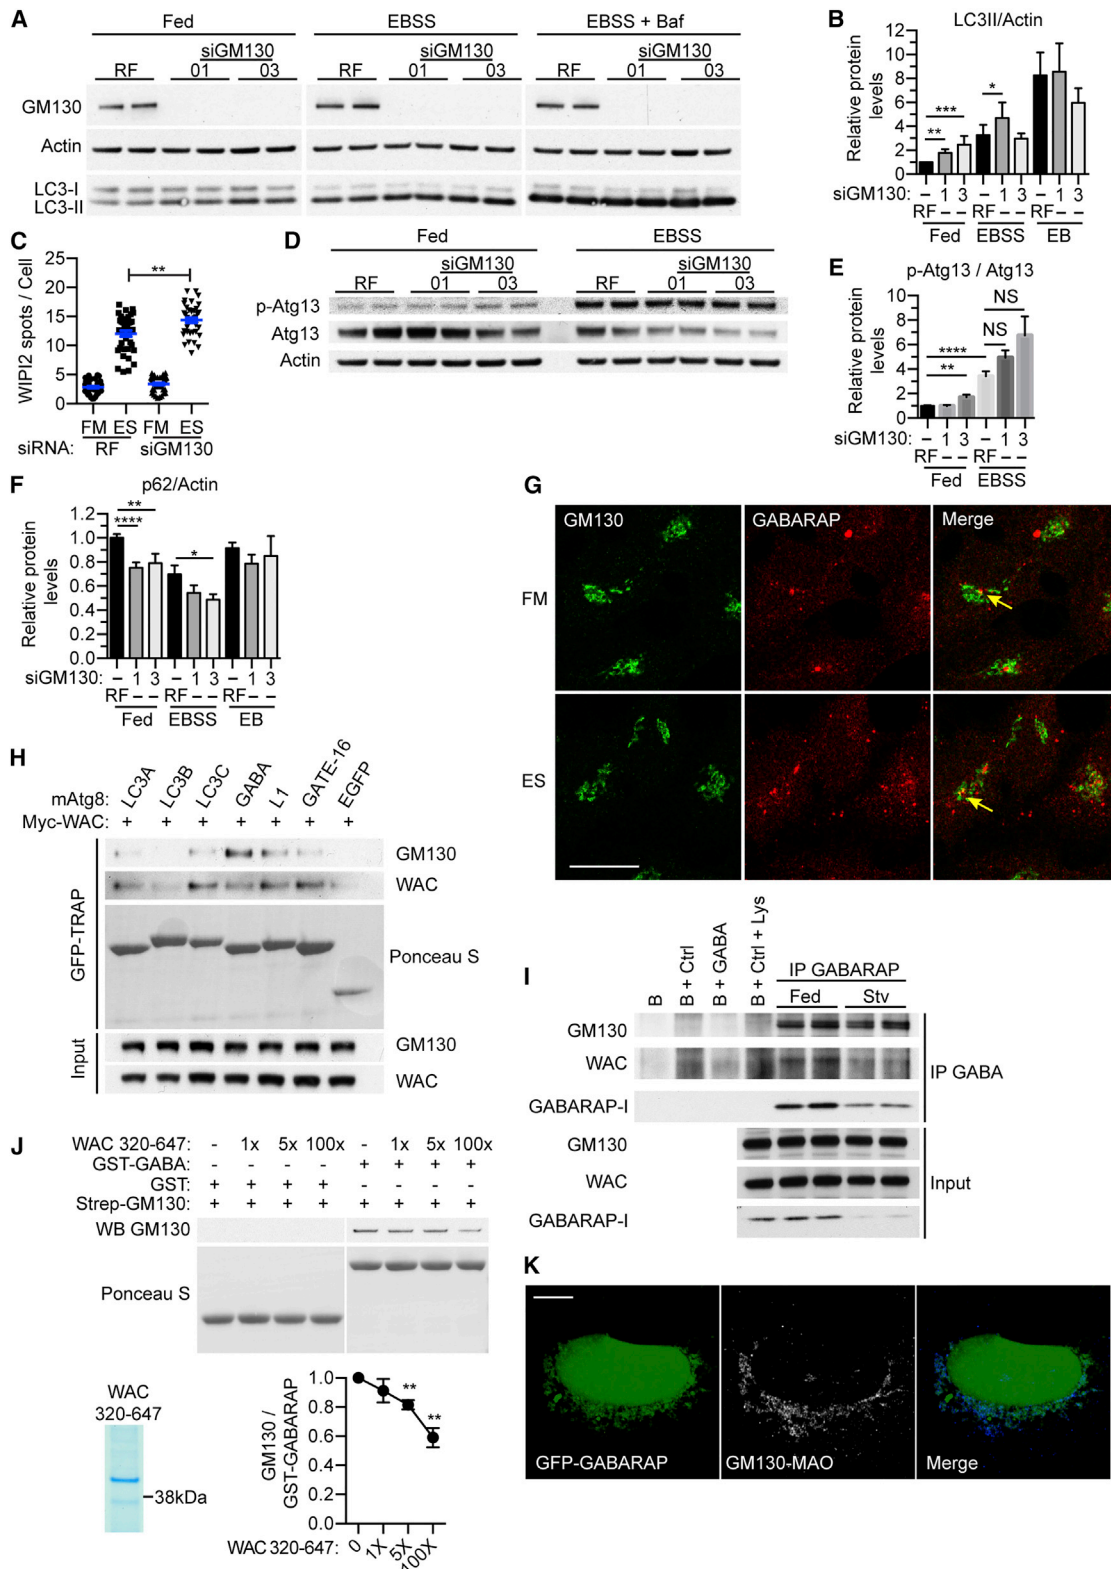 A
Fed EBSS EBSS + Baf
siGM130 siGM130 siGM130
RF 01 03 RF 01 03 RF 01 03
GM130
Actin
LC3-I
LC3-II
B
LC3II/Actin
Relative protein levels
12
10
8
6
4
2
0
** *** *
siGM130: – 1 3 – 1 3 – 1 3
RF – – RF – – RF – –
Fed EBSS EB
C
WIPI2 spots / Cell
25
20
15
10
5
0
**
FM ES FM ES
siRNA: RF siGM130
D
Fed EBSS
siGM130 siGM130
RF 01 03 RF 01 03
p-Atg13
Atg13
Actin
E
p-Atg13 / Atg13
Relative protein levels
10
8
6
4
2
0
**** ** NS NS
siGM130: – 1 3 – 1 3
RF – – RF – –
Fed EBSS
F
p62/Actin
Relative protein levels
1.2
1.0
0.8
0.6
0.4
0.2
0.0
** **** *
siGM130: – 1 3 – 1 3 – 1 3
RF – – RF – – RF – –
Fed EBSS EB
G
GM130 GABARAP Merge
FM
ES
H
mAtg8: LC3A LC3B LC3C GABA L1 GATE-16 EGFP
Myc-WAC: + + + + + + +
GFP-TRAP
GM130
WAC
Ponceau S
Input
GM130
WAC
I
B B + Ctrl B + GABA B + Ctrl + Lys IP GABARAP
Fed Stv
GM130
WAC
GABARAP-I
IP GABA
GM130
WAC
GABARAP-I
Input
J
WAC 320-647: - 1x 5x 100x - 1x 5x 100x
GST-GABA: - - - - + + + +
GST: + + + + - - - -
Strep-GM130: + + + + + + + +
WB GM130
Ponceau S
WAC
320-647
38kDa
GM130 / GST-GABARAP
1.0
0.8
0.6
0.4
0.2
0.0
** **
WAC 320-647: 0 1X 5X 100X
K
GFP-GABARAP GM130-MAO Merge